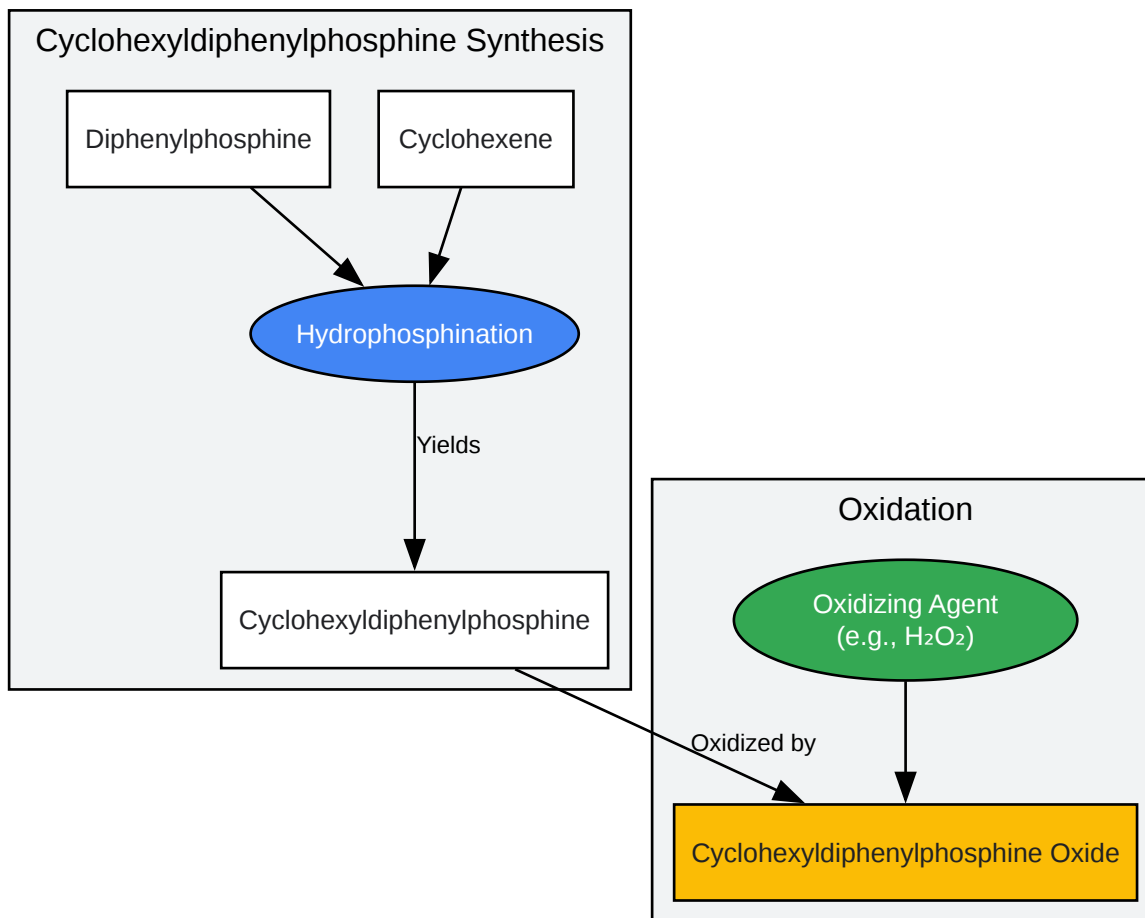 Cyclohexyldiphenylphosphine Synthesis
Diphenylphosphine
Cyclohexene
Hydrophosphination
Yields
Cyclohexyldiphenylphosphine
Oxidation
Oxidizing Agent
(e.g., H₂O₂)
Oxidized by
Cyclohexyldiphenylphosphine Oxide